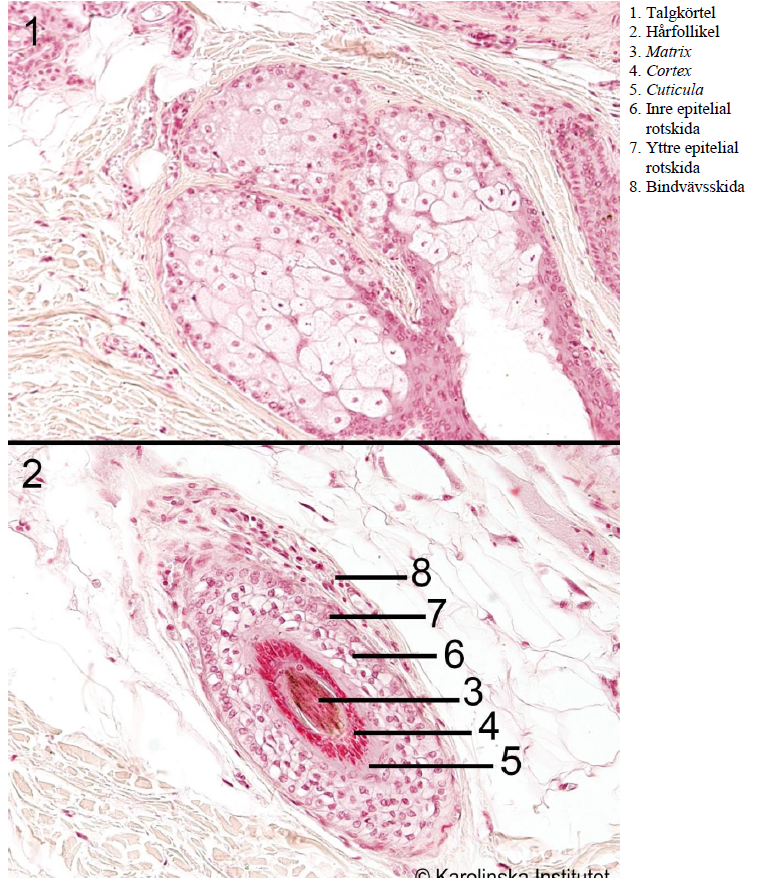 1
1. Talgkörtel
2. Hårfollikel
3. Matrix
4. Cortex
5. Cuticula
6. Inre epitelial
rotskida
7. Yttre epitelial
rotskida
8. Bindvävsskida
2
8
7
6
3
4
5
© Karolinska Institutet